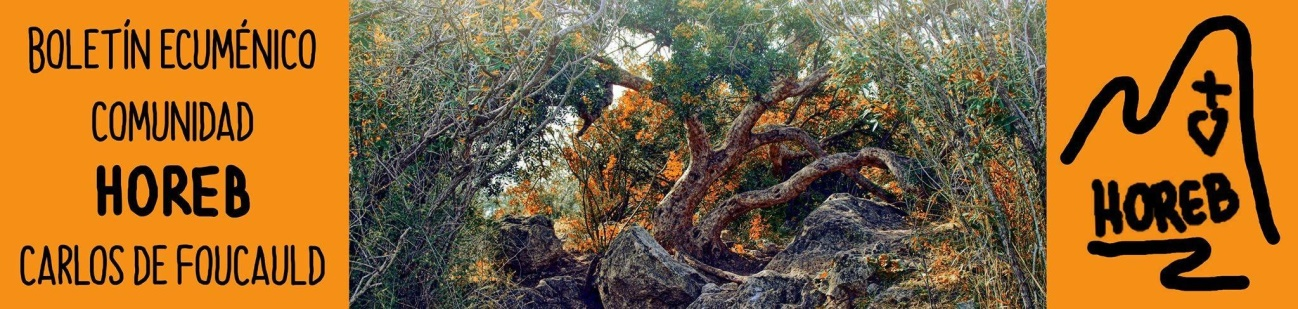 BOLETÍN ECUMÉNICO
COMUNIDAD
HOREB
CARLOS DE FOUCAULD
HOREB